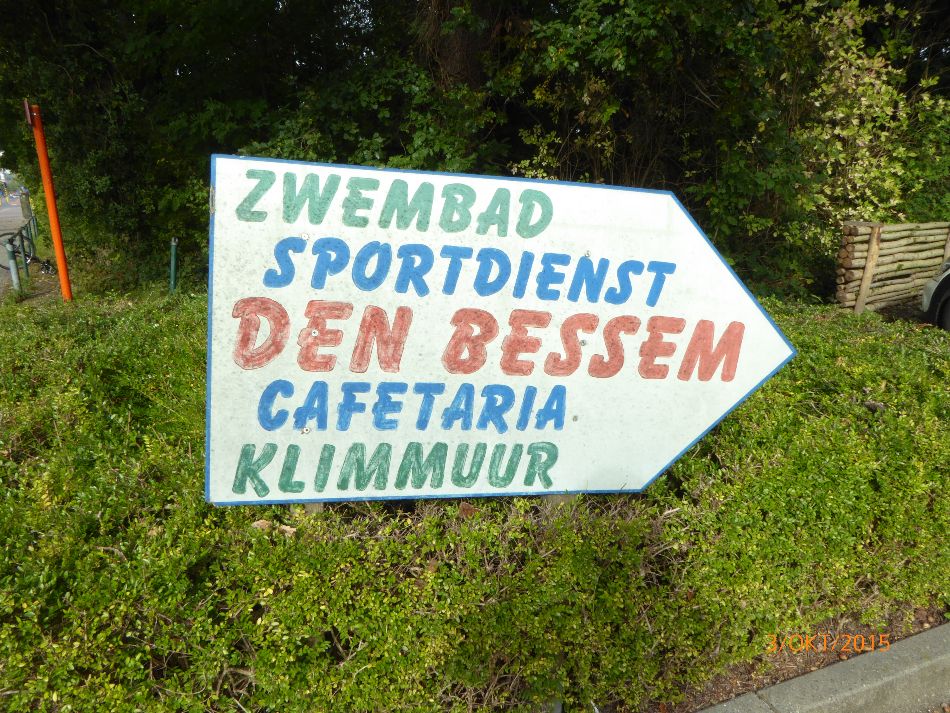 ZWEMBAD
SPORTDIENST
DEN BESSEM
CAFETARIA
KLIMMUUR
3/OKT/2015